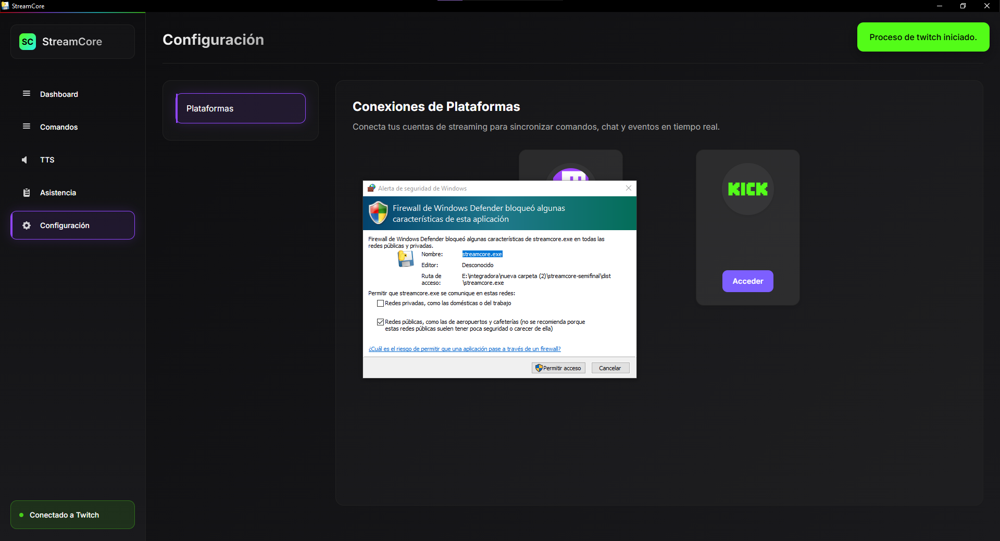 StreamCore
SC StreamCore
Dashboard
Comandos
TTS
Asistencia
Configuración
Conectado a Twitch
Configuración
Proceso de twitch iniciado.
Plataformas
Conexiones de Plataformas
Conecta tus cuentas de streaming para sincronizar comandos, chat y eventos en tiempo real.
KICK
Acceder
Alerta de seguridad de Windows
Firewall de Windows Defender bloqueó algunas
características de esta aplicación
Firewall de Windows Defender bloqueó algunas características de streamcore.exe en todas las
redes públicas y privadas.
Nombre: streamcore.exe
Editor: Desconocido
Ruta de E:\integradora\nueva carpeta (2)\streamcore-semifinal\dist
acceso: \streamcore.exe
Permitir que streamcore.exe se comunique en estas redes:
Redes privadas, como las domésticas o del trabajo
Redes públicas, como las de aeropuertos y cafeterías (no se recomienda porque
estas redes públicas suelen tener poca seguridad o carecer de ella)
¿Cuál es el riesgo de permitir que una aplicación pase a través de un firewall?
Permitir acceso Cancelar